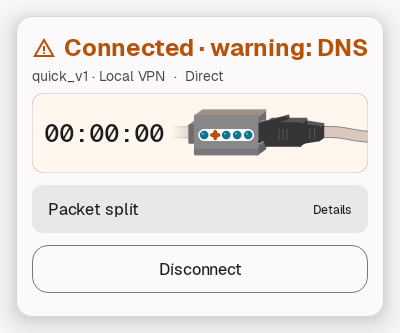 Connected · warning: DNS
quick_v1 · Local VPN · Direct
00:00:00
Packet split Details
Disconnect